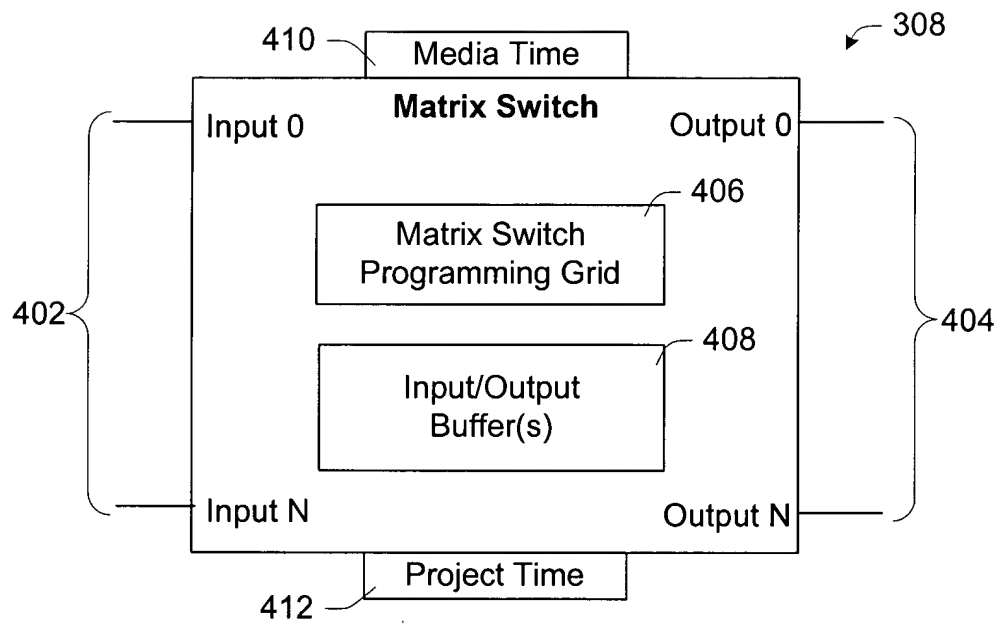 410
Media Time
308
Matrix Switch
Input 0
Output 0
406
Matrix Switch
Programming Grid
402
404
408
Input/Output
Buffer(s)
Input N
Output N
Project Time
412